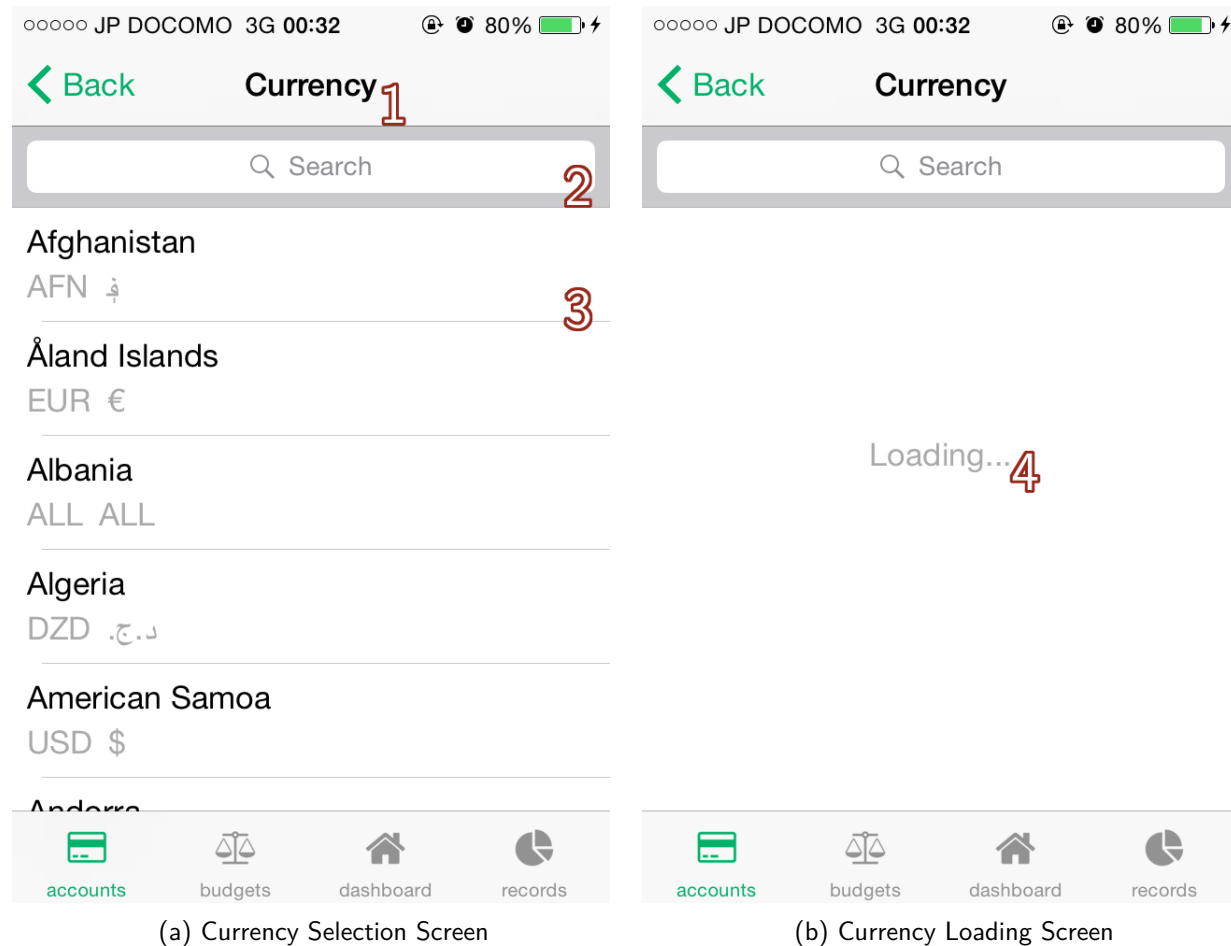 JP DOCOMO 3G 00:32 80%
Back Currency
1
Search
2
Afghanistan
AFN ؋
3
Åland Islands
EUR €
Albania
ALL ALL
Algeria
DZD د.ج.
American Samoa
USD $
Andorra
accounts budgets dashboard records
(a) Currency Selection Screen
JP DOCOMO 3G 00:32 80%
Back Currency
Search
Loading...
4
accounts budgets dashboard records
(b) Currency Loading Screen